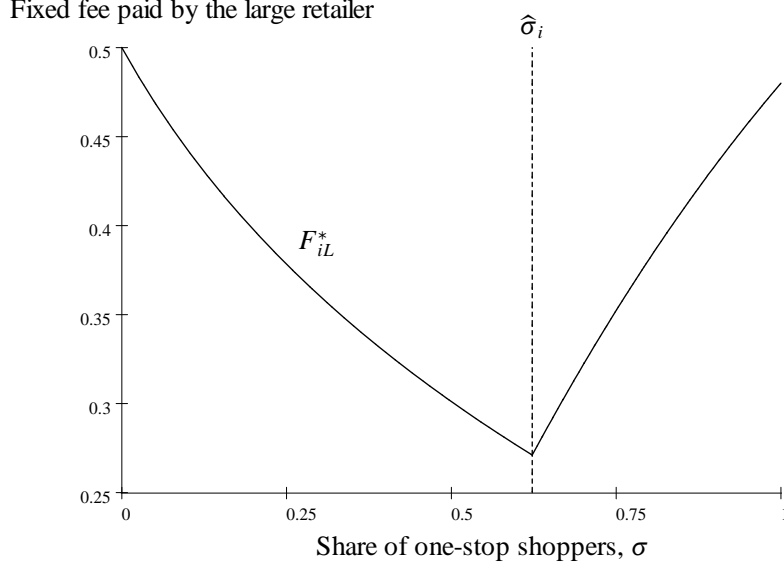 Fixed fee paid by the large retailer
σ̂ᵢ
0.5
0.45
0.4
0.35
0.3
0.25
F*iL
0 0.25 0.5 0.75
Share of one-stop shoppers, σ